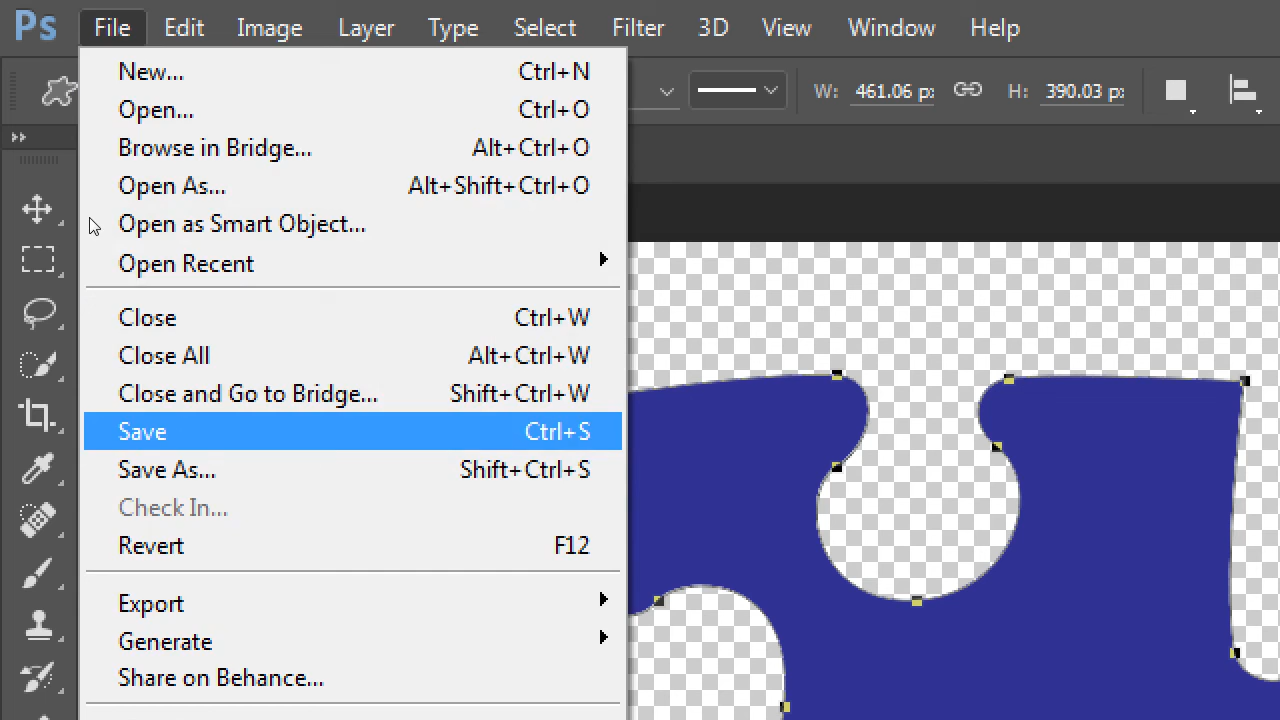 Ps File Edit Image Layer Type Select Filter 3D View Window Help
W: 461.06 px H: 390.03 px
New... Ctrl+N
Open... Ctrl+O
Browse in Bridge... Alt+Ctrl+O
Open As... Alt+Shift+Ctrl+O
Open as Smart Object...
Open Recent
Close Ctrl+W
Close All Alt+Ctrl+W
Close and Go to Bridge... Shift+Ctrl+W
Save Ctrl+S
Save As... Shift+Ctrl+S
Check In...
Revert F12
Export
Generate
Share on Behance...